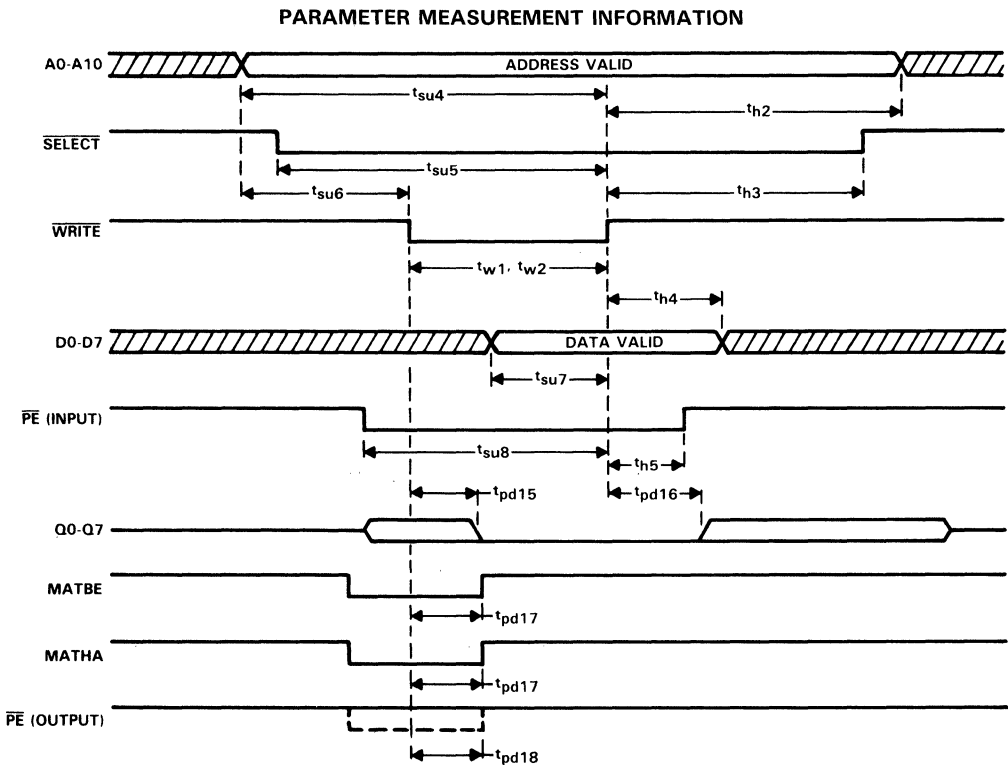 PARAMETER MEASUREMENT INFORMATION
A0-A10
ADDRESS VALID
tsu4
th2
SELECT
tsu5
tsu6
th3
WRITE
tw1, tw2
th4
D0-D7
DATA VALID
tsu7
PE (INPUT)
tsu8
th5
tpd15
tpd16
Q0-Q7
MATBE
tpd17
MATHA
tpd17
PE (OUTPUT)
tpd18